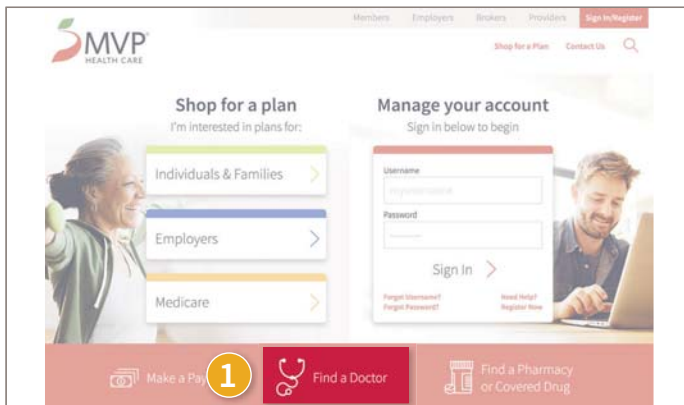 Members Employers Brokers Providers Sign In/Register
MVP
HEALTH CARE
Shop for a Plan Contact Us
Shop for a plan
I'm interested in plans for:
Individuals & Families
Employers
Medicare
Manage your account
Sign in below to begin
Username
myusername
Password
Sign In
Forgot Username? Need Help?
Forgot Password? Register Now
Make a Pay
1
Find a Doctor
Find a Pharmacy
or Covered Drug